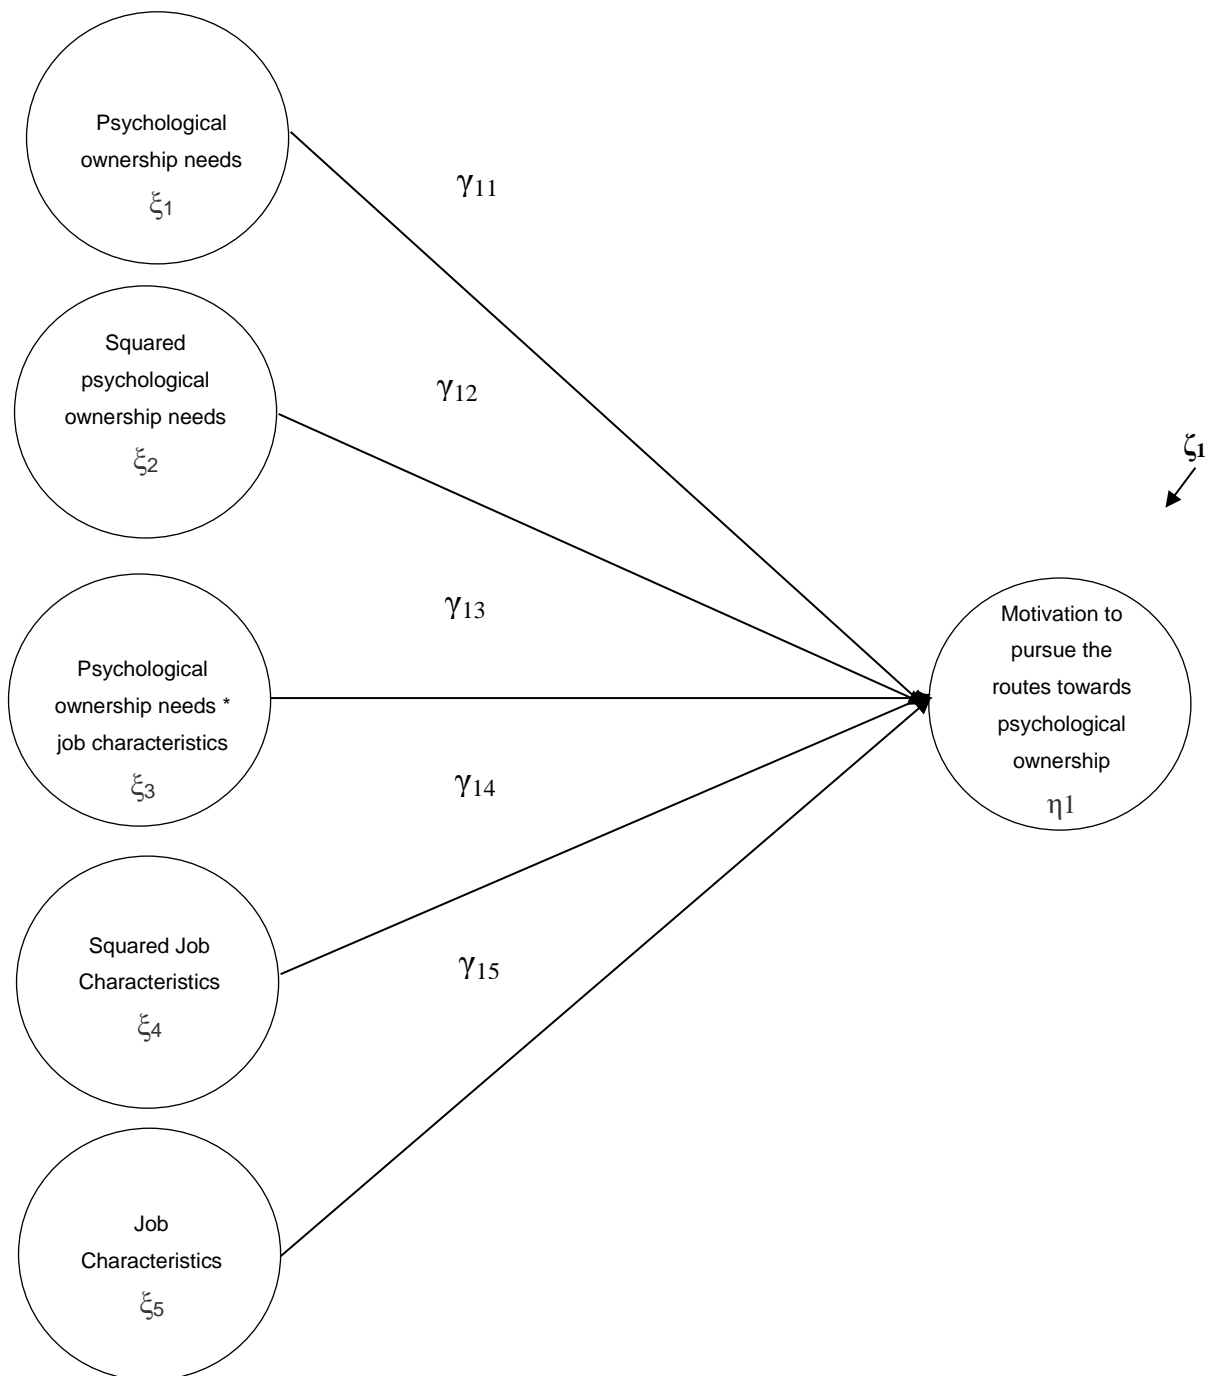 Psychological
ownership needs
ξ1
γ11
Squared
psychological
ownership needs
ξ2
γ12
ζ1
Psychological
ownership needs *
job characteristics
ξ3
γ13
Motivation to
pursue the
routes towards
psychological
ownership
η1
γ14
Squared Job
Characteristics
ξ4
γ15
Job
Characteristics
ξ5